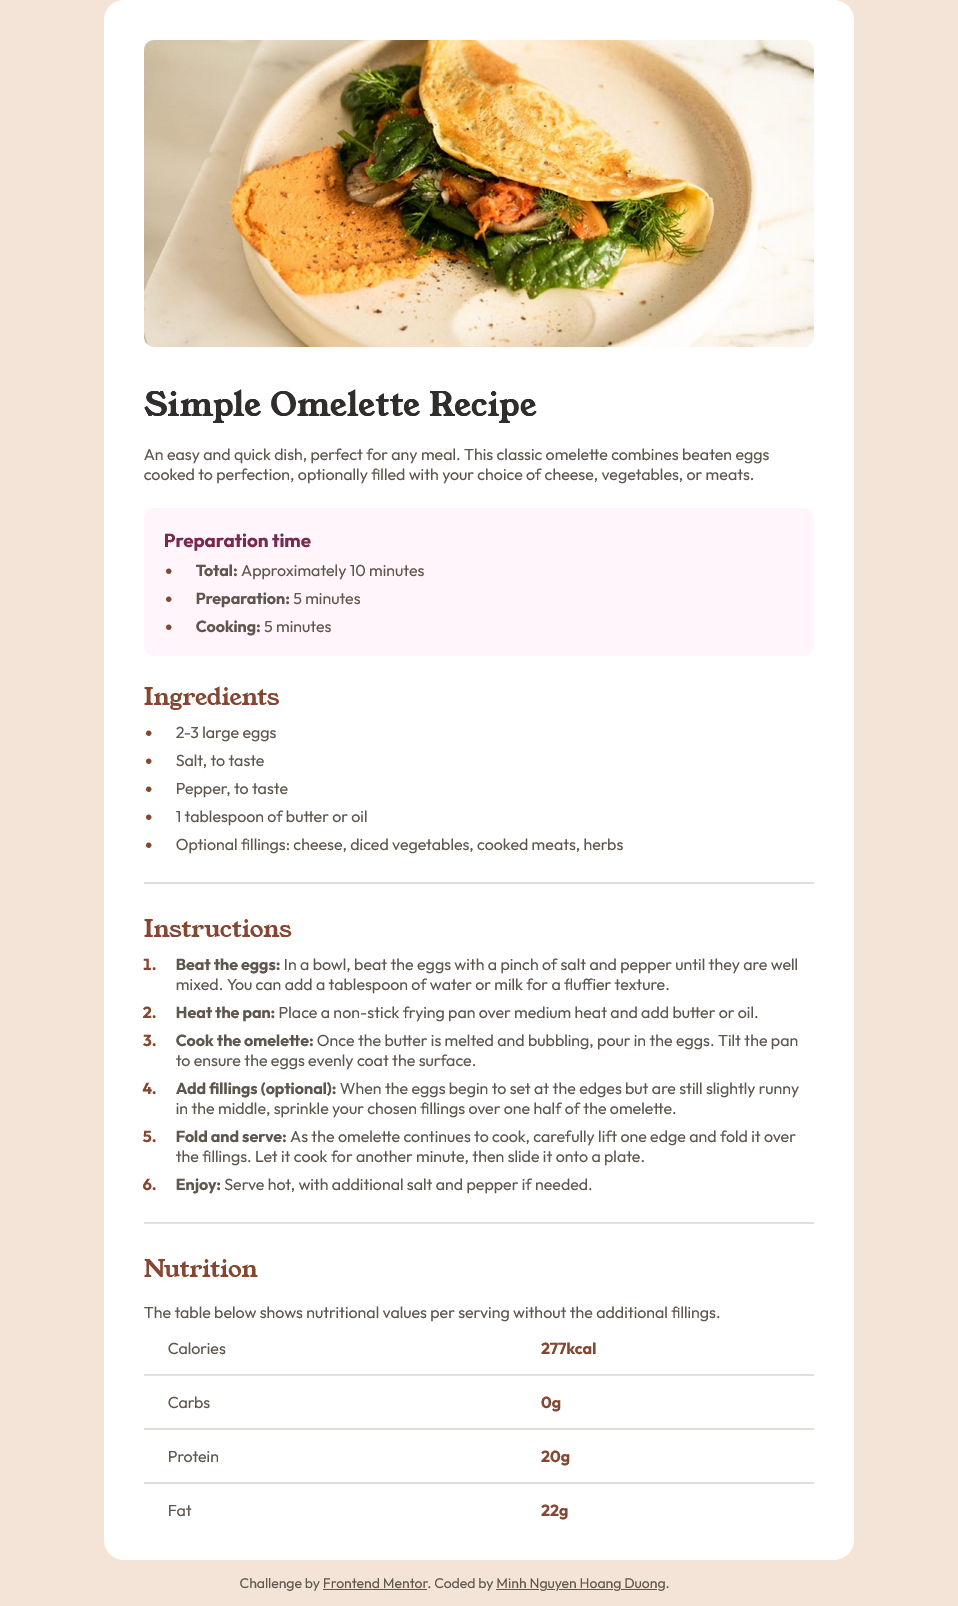 Simple Omelette Recipe
An easy and quick dish, perfect for any meal. This classic omelette combines beaten eggs
cooked to perfection, optionally filled with your choice of cheese, vegetables, or meats.
Preparation time
• Total: Approximately 10 minutes
• Preparation: 5 minutes
• Cooking: 5 minutes
Ingredients
• 2-3 large eggs
• Salt, to taste
• Pepper, to taste
• 1 tablespoon of butter or oil
• Optional fillings: cheese, diced vegetables, cooked meats, herbs
Instructions
1. Beat the eggs: In a bowl, beat the eggs with a pinch of salt and pepper until they are well
mixed. You can add a tablespoon of water or milk for a fluffier texture.
2. Heat the pan: Place a non-stick frying pan over medium heat and add butter or oil.
3. Cook the omelette: Once the butter is melted and bubbling, pour in the eggs. Tilt the pan
to ensure the eggs evenly coat the surface.
4. Add fillings (optional): When the eggs begin to set at the edges but are still slightly runny
in the middle, sprinkle your chosen fillings over one half of the omelette.
5. Fold and serve: As the omelette continues to cook, carefully lift one edge and fold it over
the fillings. Let it cook for another minute, then slide it onto a plate.
6. Enjoy: Serve hot, with additional salt and pepper if needed.
Nutrition
The table below shows nutritional values per serving without the additional fillings.
Calories 277kcal
Carbs 0g
Protein 20g
Fat 22g
Challenge by Frontend Mentor. Coded by Minh Nguyen Hoang Duong.